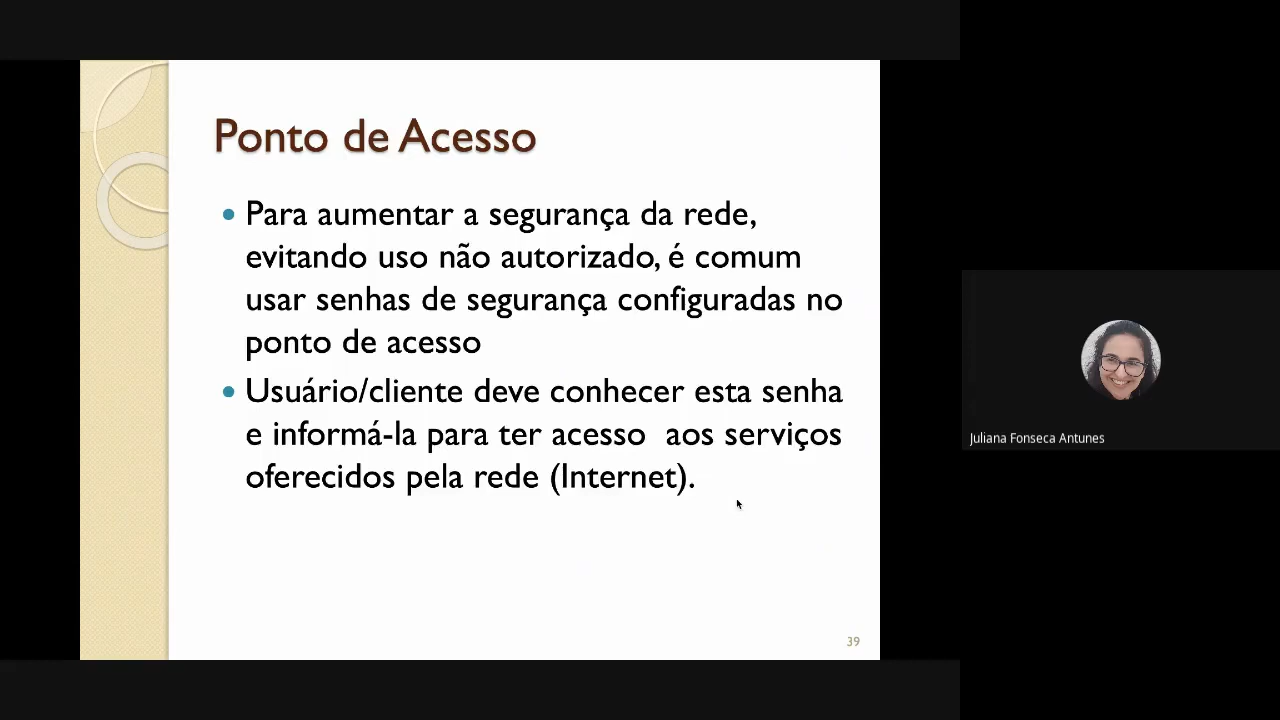 Ponto de Acesso
Para aumentar a segurança da rede,
evitando uso não autorizado, é comum
usar senhas de segurança configuradas no
ponto de acesso
Usuário/cliente deve conhecer esta senha
e informá-la para ter acesso  aos serviços
oferecidos pela rede (Internet).
39
Juliana Fonseca Antunes